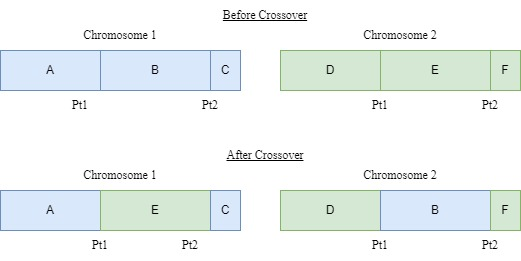 Before Crossover
Chromosome 1 Chromosome 2
A B C D E F
Pt1 Pt2 Pt1 Pt2
After Crossover
Chromosome 1 Chromosome 2
A E C D B F
Pt1 Pt2 Pt1 Pt2